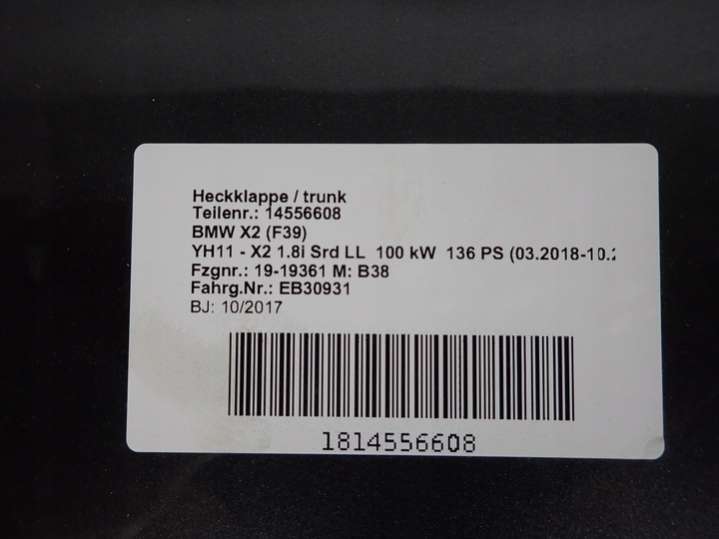 Heckklappe / trunk
Teilenr.: 14556608
BMW X2 (F39)
YH11 - X2 1.8i Srd LL 100 kW 136 PS (03.2018-10.2
Fzgnr.: 19-19361 M: B38
Fahrg.Nr.: EB30931
BJ: 10/2017
1814556608